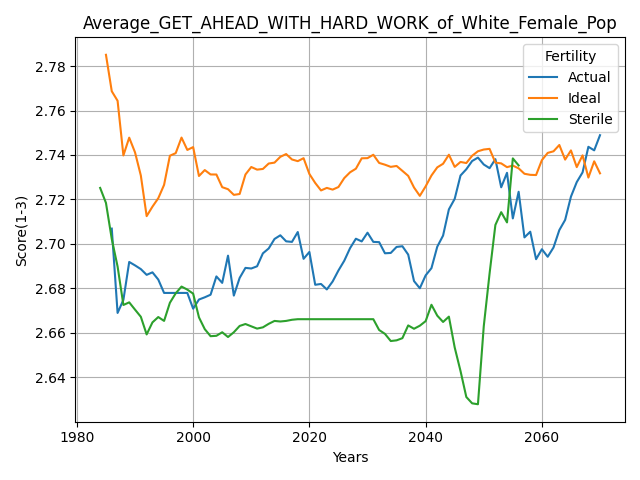 Average_GET_AHEAD_WITH_HARD_WORK_of_White_Female_Pop
Fertility
Actual
Ideal
Sterile
Score(1-3)
2.78
2.76
2.74
2.72
2.70
2.68
2.66
2.64
1980 2000 2020 2040 2060
Years